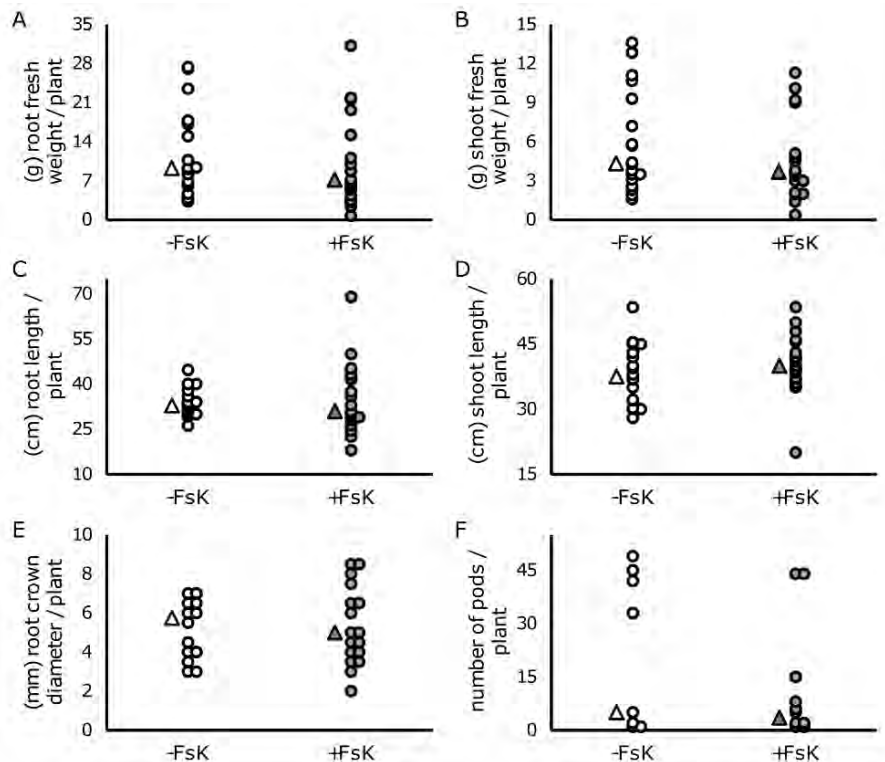 A
(g) root fresh
weight / plant
35
28
21
14
7
0
-FsK
+FsK
B
(g) shoot fresh
weight / plant
15
12
9
6
3
0
-FsK
+FsK
C
(cm) root length /
plant
70
55
40
25
10
-FsK
+FsK
D
(cm) shoot length /
plant
60
45
30
15
-FsK
+FsK
E
(mm) root crown
diameter / plant
10
8
6
4
2
0
-FsK
+FsK
F
number of pods /
plant
45
30
15
0
-FsK
+FsK